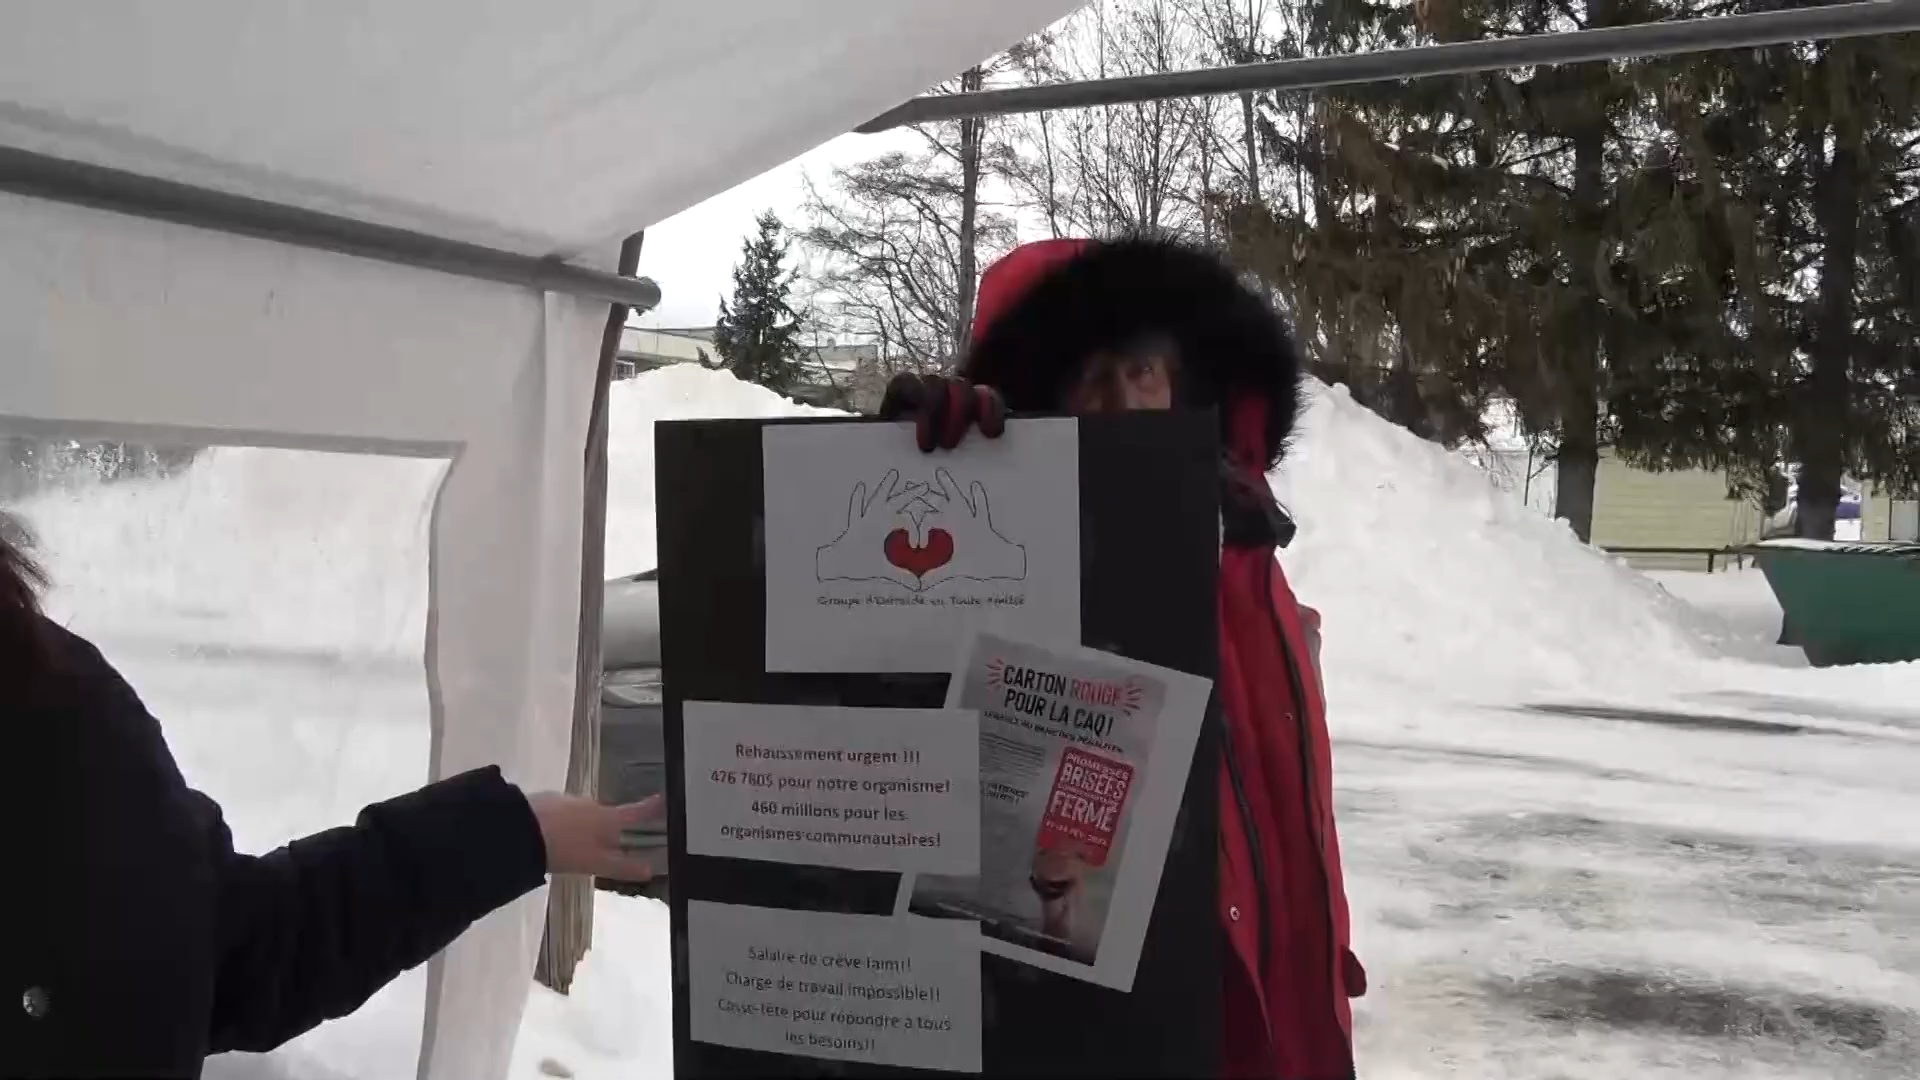 Groupe d'Entraide en Toute Amitié
CARTON ROUGE
POUR LA CAQ!
PROMESSES
BRISÉES
COMMUNAUTAIRE
FERMÉ
Rehaussement urgent !!!
426 780$ pour notre organisme!
460 millions pour les
organismes communautaires!
Salaire de crève faim!!
Charge de travail impossible!!
Casse-tête pour répondre à tous
les besoins!!